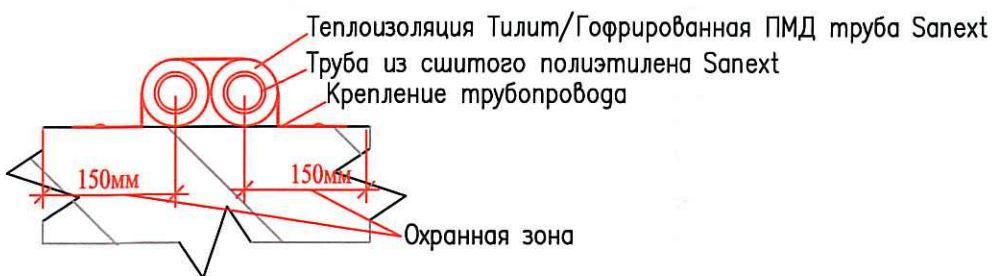 Теплоизоляция Тилит/Гофрированная ПМД труба Sanext
Труба из сшитого полиэтилена Sanext
Крепление трубопровода
150мм
150мм
Охранная зона